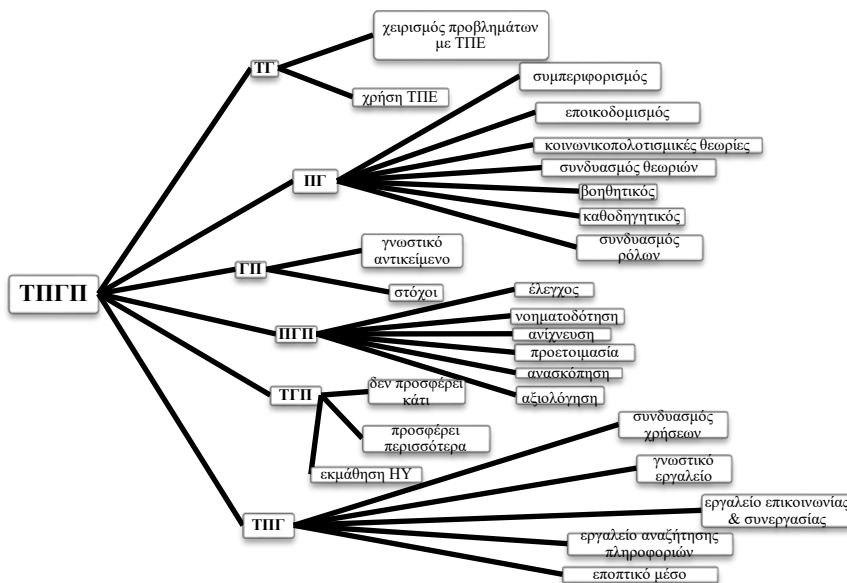 ΤΠΓΠ
ΤΓ
χειρισμός προβλημάτων
με ΤΠΕ
χρήση ΤΠΕ
ΠΓ
συμπεριφορισμός
εποικοδομισμός
κοινωνικοπολοτισμικές θεωρίες
συνδυασμός θεωριών
βοηθητικός
καθοδηγητικός
συνδυασμός
ρόλων
ΓΠ
γνωστικό
αντικείμενο
στόχοι
ΠΓΠ
έλεγχος
νοηματοδότηση
ανίχνευση
προετοιμασία
ανασκόπηση
αξιολόγηση
ΤΓΠ
δεν προσφέρει
κάτι
προσφέρει
περισσότερα
εκμάθηση ΗΥ
ΤΠΓ
συνδυασμός
χρήσεων
γνωστικό
εργαλείο
εργαλείο επικοινωνίας
& συνεργασίας
εργαλείο αναζήτησης
πληροφοριών
εποπτικό μέσο